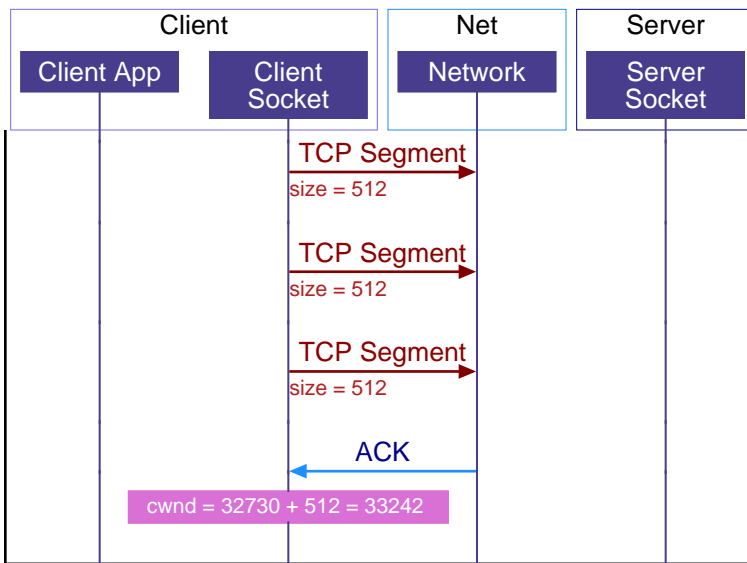 Client
Net
Server
Client App
Client
Socket
Network
Server
Socket
TCP Segment
size = 512
TCP Segment
size = 512
TCP Segment
size = 512
ACK
cwnd = 32730 + 512 = 33242